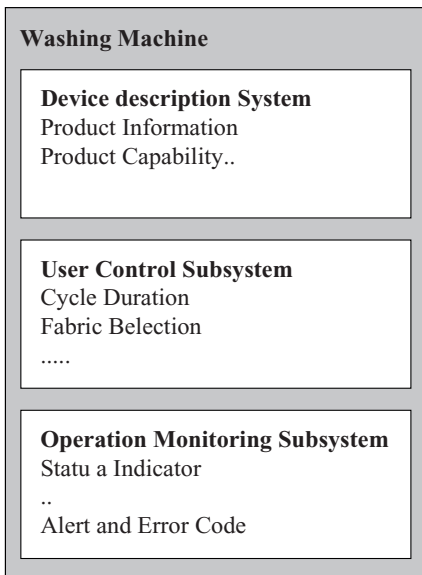 Washing Machine
Device description System
Product Information
Product Capability..
User Control Subsystem
Cycle Duration
Fabric Belection
.....
Operation Monitoring Subsystem
Statu a Indicator
..
Alert and Error Code